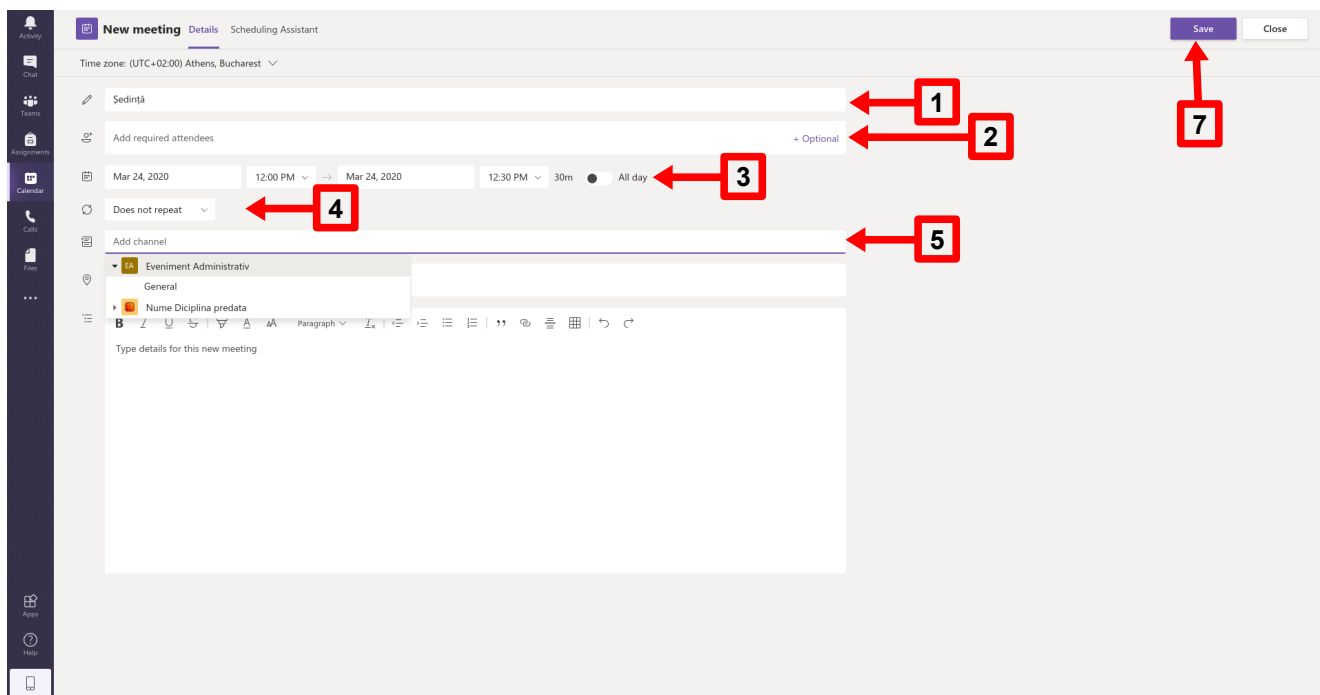 Activity
Chat
Teams
Assignments
Calendar
Calls
Files
Apps
Help
New meeting Details Scheduling Assistant
Save Close
Time zone: (UTC+02:00) Athens, Bucharest
7
Ședință
1
Add required attendees + Optional
2
Mar 24, 2020 12:00 PM → Mar 24, 2020 12:30 PM 30m All day
3
Does not repeat
4
Add channel
5
EA Eveniment Administrativ
General
Nume Diciplina predata
B I U S A AA Paragraph
Type details for this new meeting